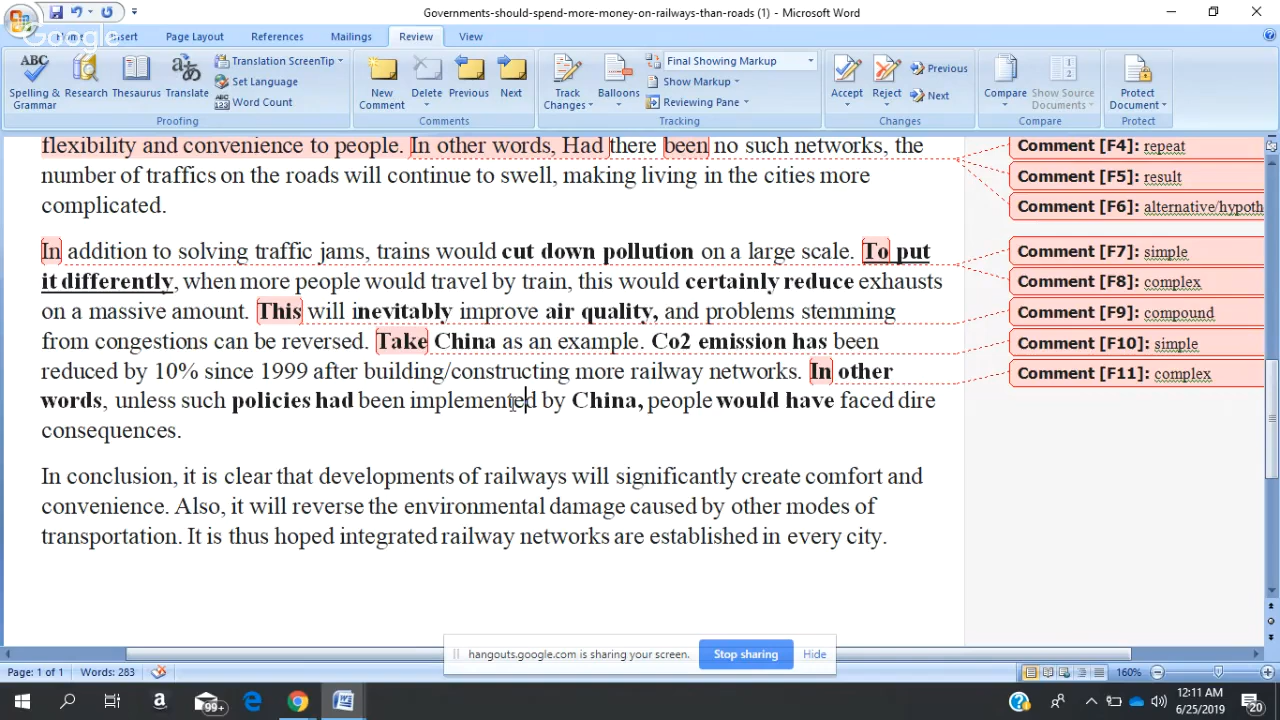 Governments-should-spend-more-money-on-railways-than-roads (1) - Microsoft Word
Google
Insert Page Layout References Mailings Review View
ABC Spelling & Grammar
Research
Thesaurus
Translate
Translation ScreenTip
Set Language
Word Count
Proofing
New Comment
Delete
Previous
Next
Comments
Track Changes
Balloons
Final Showing Markup
Show Markup
Reviewing Pane
Tracking
Accept
Reject
Previous
Next
Changes
Compare
Show Source Documents
Compare
Protect Document
Protect
flexibility and convenience to people. In other words, Had there been no such networks, the
number of traffics on the roads will continue to swell, making living in the cities more
complicated.
In addition to solving traffic jams, trains would cut down pollution on a large scale. To put
it differently, when more people would travel by train, this would certainly reduce exhausts
on a massive amount. This will inevitably improve air quality, and problems stemming
from congestions can be reversed. Take China as an example. Co2 emission has been
reduced by 10% since 1999 after building/constructing more railway networks. In other
words, unless such policies had been implemented by China, people would have faced dire
consequences.
In conclusion, it is clear that developments of railways will significantly create comfort and
convenience. Also, it will reverse the environmental damage caused by other modes of
transportation. It is thus hoped integrated railway networks are established in every city.
Comment [F4]: repeat
Comment [F5]: result
Comment [F6]: alternative/hypoth
Comment [F7]: simple
Comment [F8]: complex
Comment [F9]: compound
Comment [F10]: simple
Comment [F11]: complex
hangouts.google.com is sharing your screen. Stop sharing Hide
Page: 1 of 1 Words: 283 160%
99+
12:11 AM
6/25/2019
20